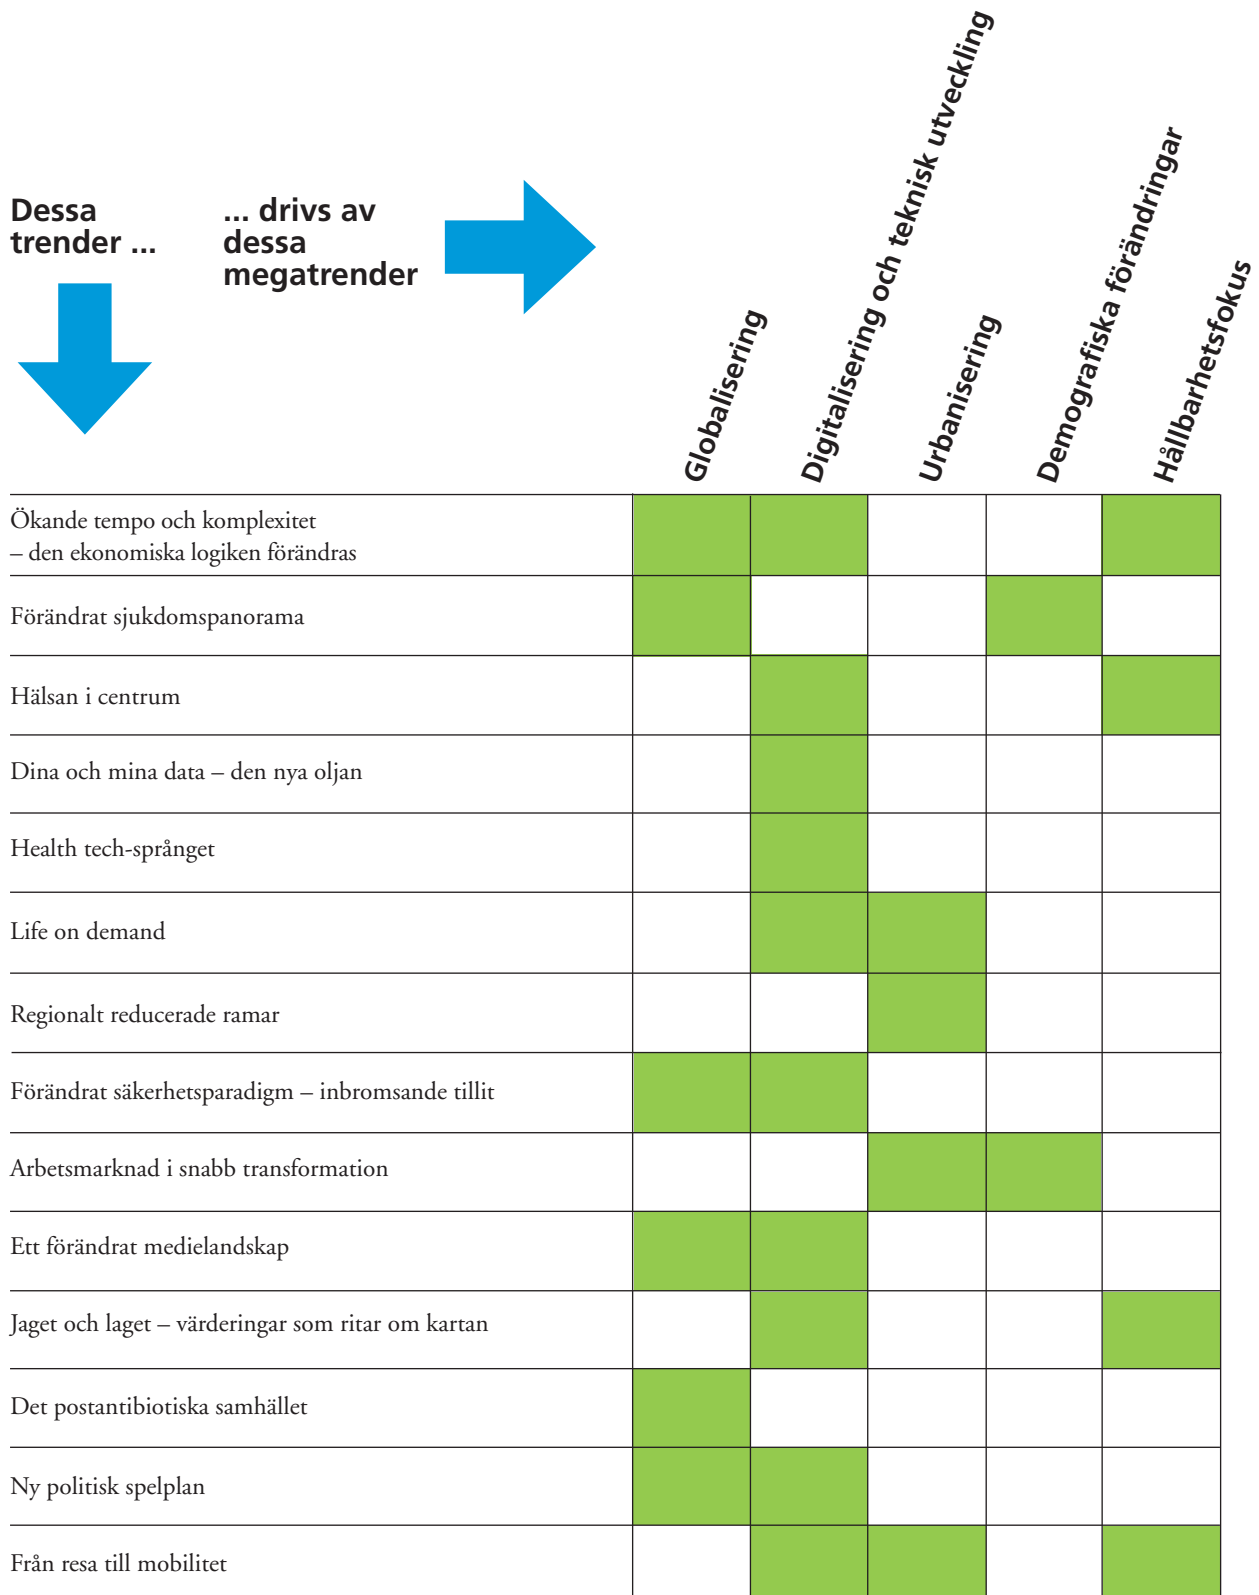 Dessa
trender ...
... drivs av
dessa
megatrender
Globalisering
Digitalisering och teknisk utveckling
Urbanisering
Demografiska förändringar
Hållbarhetsfokus
Ökande tempo och komplexitet
– den ekonomiska logiken förändras
Förändrat sjukdomspanorama
Hälsan i centrum
Dina och mina data – den nya oljan
Health tech-språnget
Life on demand
Regionalt reducerade ramar
Förändrat säkerhetsparadigm – inbromsande tillit
Arbetsmarknad i snabb transformation
Ett förändrat medielandskap
Jaget och laget – värderingar som ritar om kartan
Det postantibiotiska samhället
Ny politisk spelplan
Från resa till mobilitet